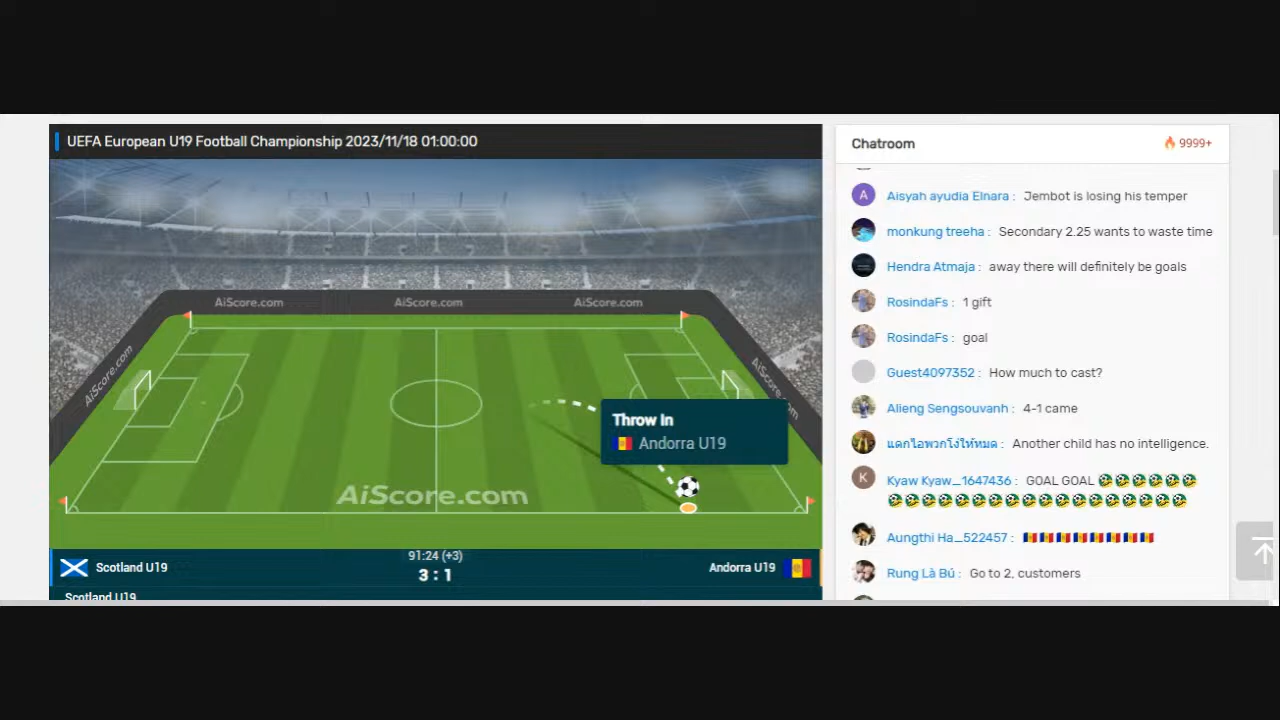 UEFA European U19 Football Championship 2023/11/18 01:00:00
AiScore.com AiScore.com AiScore.com
AiScore.com
AiScore.com
Throw In
Andorra U19
AiScore.com
91:24 (+3)
Scotland U19
3 : 1
Andorra U19
Scotland U19
Chatroom
9999+
A
Aisyah ayudia Elnara : Jembot is losing his temper
monkung treeha : Secondary 2.25 wants to waste time
Hendra Atmaja : away there will definitely be goals
RosindaFs : 1 gift
RosindaFs : goal
Guest4097352 : How much to cast?
Alieng Sengsouvanh : 4-1 came
แดกไอพวกโง่ให้หมด : Another child has no intelligence.
K
Kyaw Kyaw_1647436 : GOAL GOAL
Aungthi Ha_522457 :
Rung Là Bú : Go to 2, customers